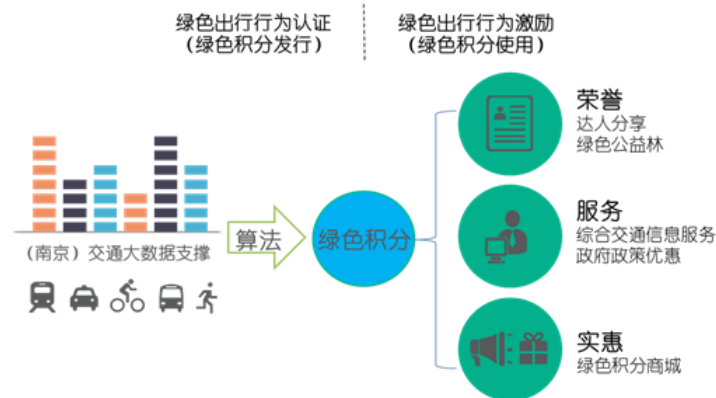 绿色出行行为认证
（绿色积分发行）
绿色出行行为激励
（绿色积分使用）
荣誉
达人分享
绿色公益林
（南京）交通大数据支撑
算法
绿色积分
服务
综合交通信息服务
政府政策优惠
实惠
绿色积分商城